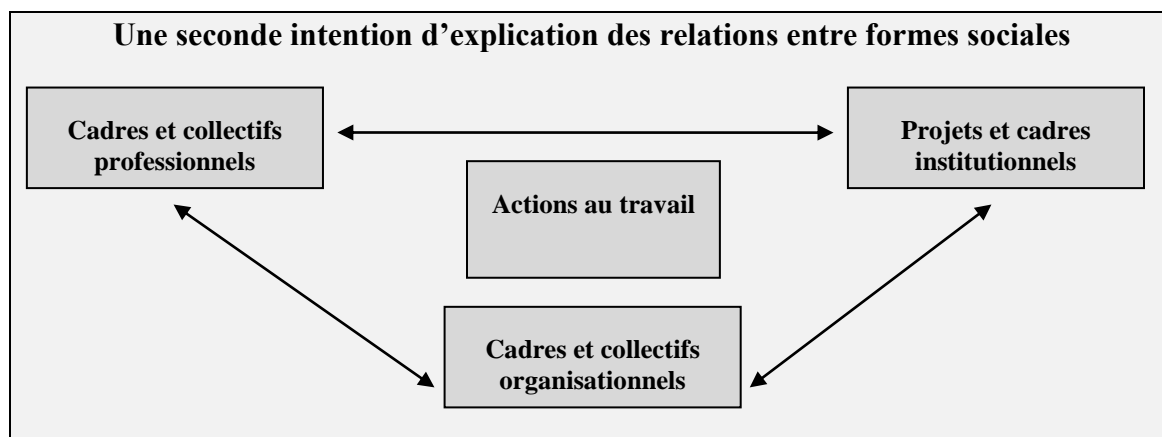 Une seconde intention d’explication des relations entre formes sociales
Cadres et collectifs
professionnels
Projets et cadres
institutionnels
Actions au travail
Cadres et collectifs
organisationnels